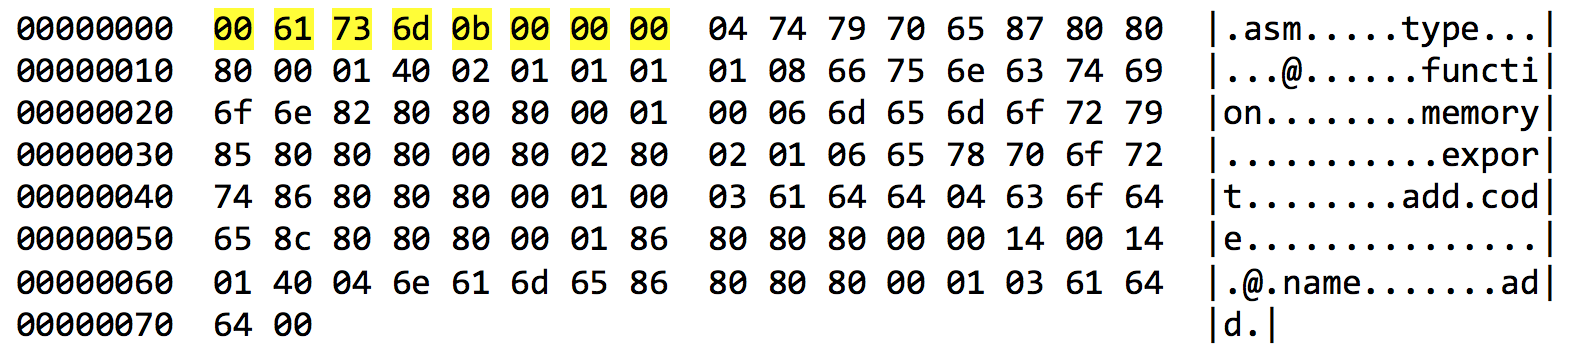 00000000 00 61 73 6d 0b 00 00 00 04 74 79 70 65 87 80 80 |.asm.....type...|
00000010 80 00 01 40 02 01 01 01 01 08 66 75 6e 63 74 69 |...@......functi|
00000020 6f 6e 82 80 80 80 00 01 00 06 6d 65 6d 6f 72 79 |on........memory|
00000030 85 80 80 80 00 80 02 80 02 01 06 65 78 70 6f 72 |...........expor|
00000040 74 86 80 80 80 00 01 00 03 61 64 64 04 63 6f 64 |t........add.cod|
00000050 65 8c 80 80 80 00 01 86 80 80 80 00 00 14 00 14 |e...............|
00000060 01 40 04 6e 61 6d 65 86 80 80 80 00 01 03 61 64 |.@.name.......ad|
00000070 64 00 |d.|